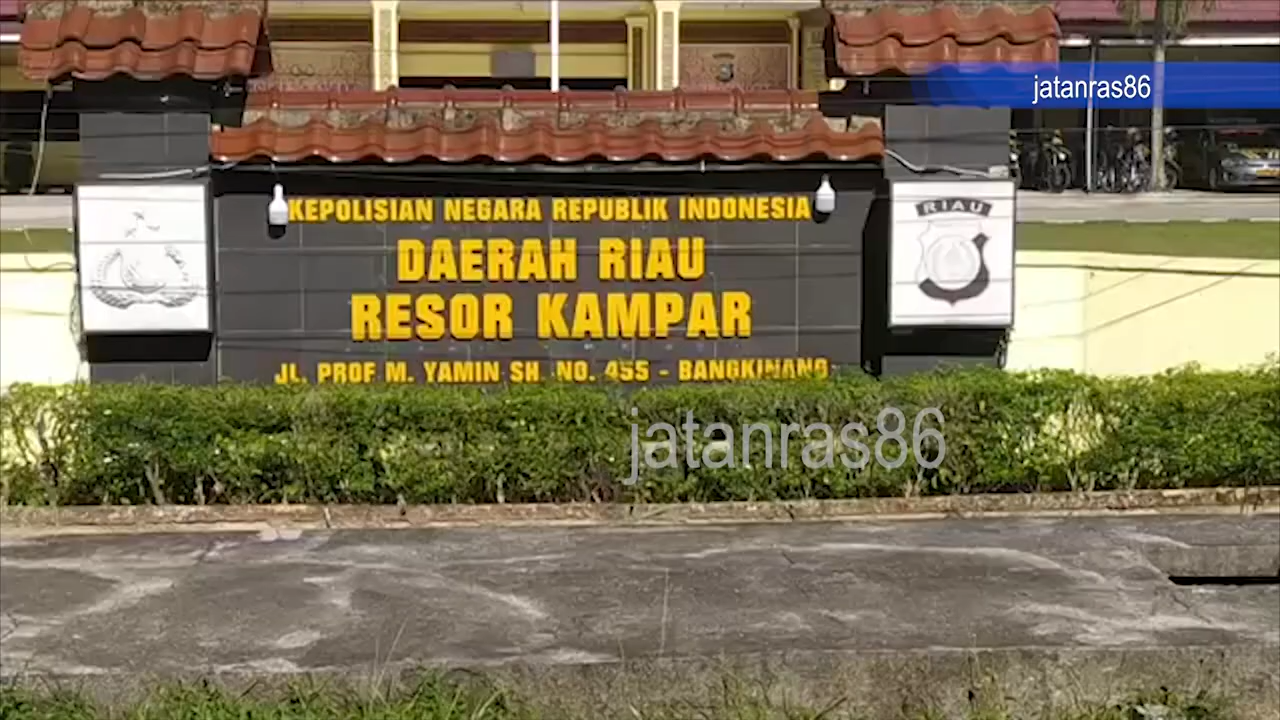 jatanras86
RIAU
KEPOLISIAN NEGARA REPUBLIK INDONESIA
DAERAH RIAU
RESOR KAMPAR
JL. PROF M. YAMIN SH. NO. 455 - BANGKINANG
jatanras86